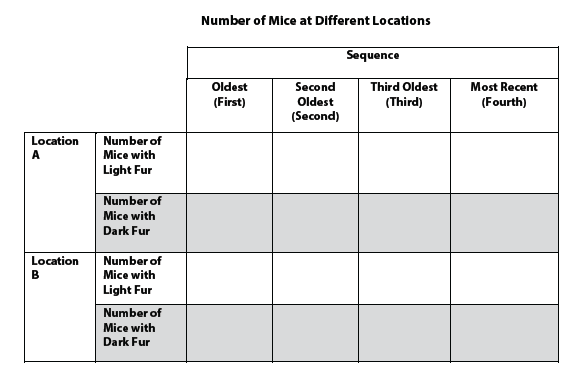 Number of Mice at Different Locations
Sequence
Oldest
(First)
Second
Oldest
(Second)
Third Oldest
(Third)
Most Recent
(Fourth)
Location
A
Number of
Mice with
Light Fur
Number of
Mice with
Dark Fur
Location
B
Number of
Mice with
Light Fur
Number of
Mice with
Dark Fur